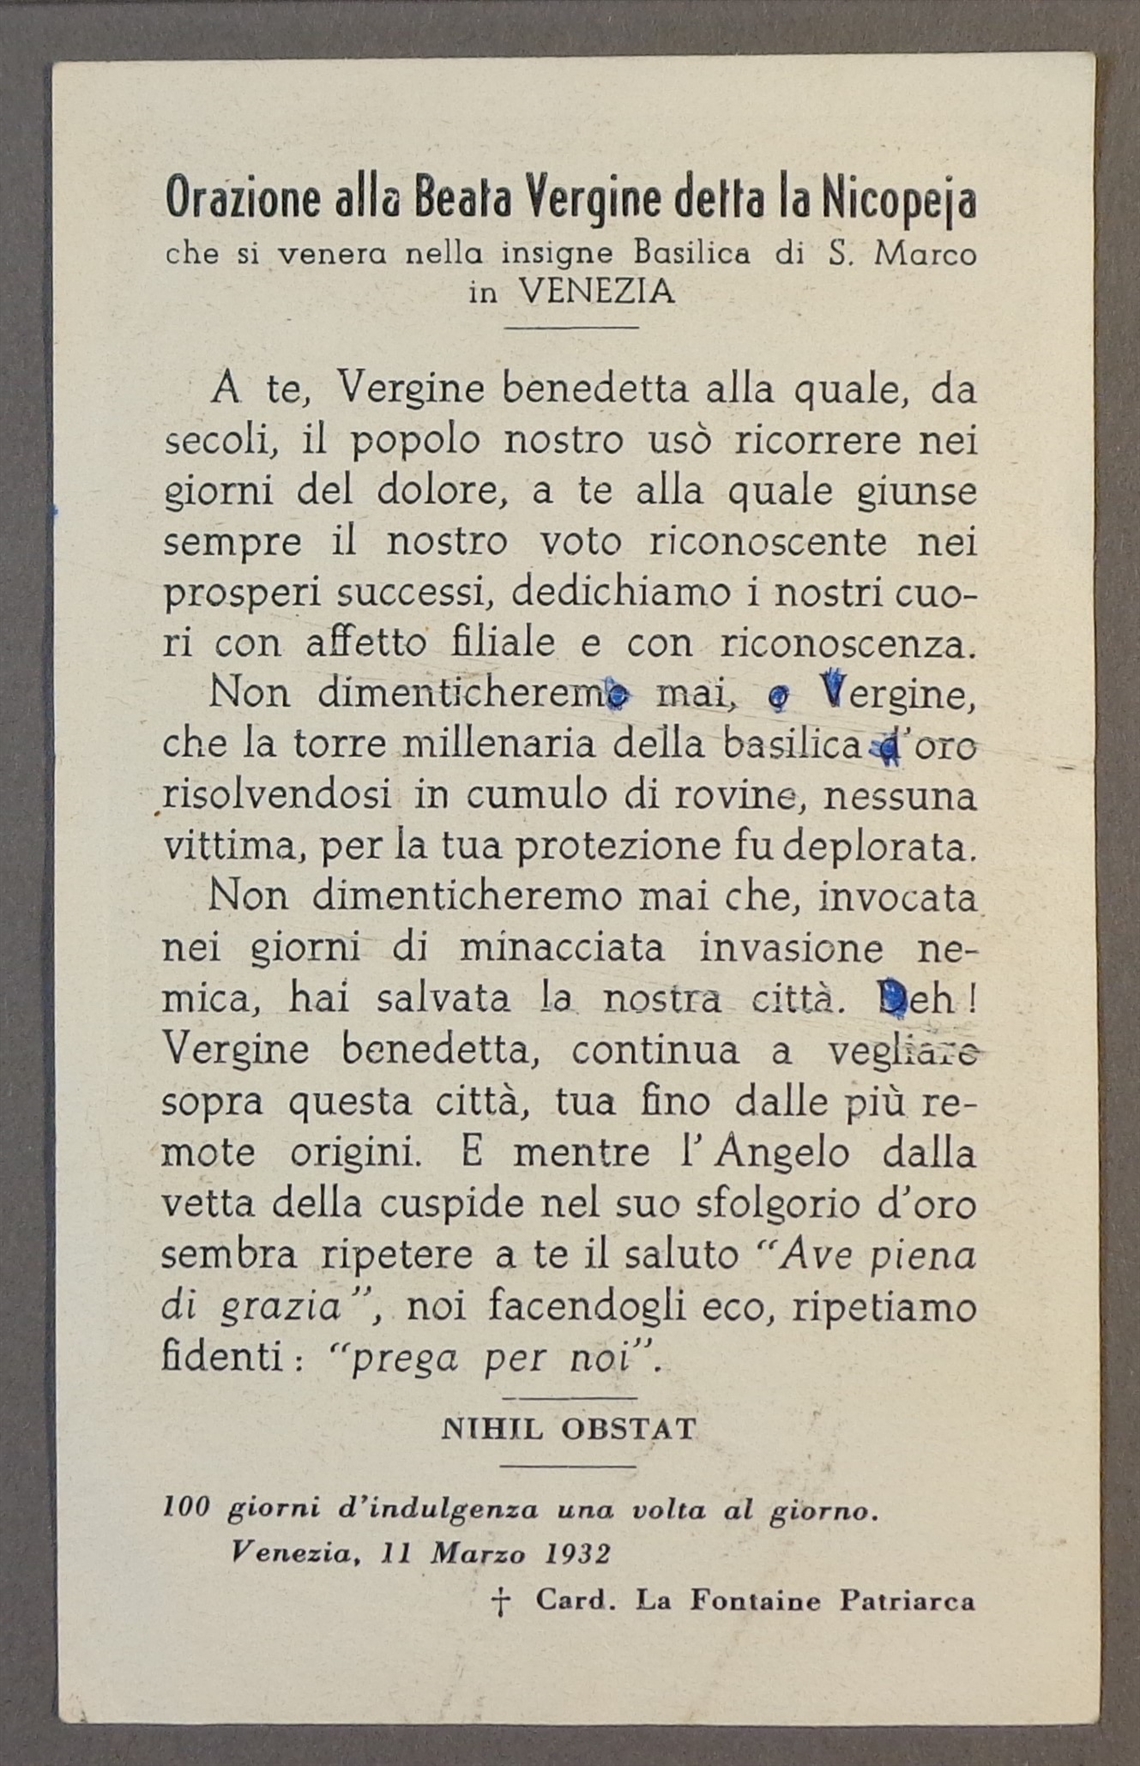 Orazione alla Beata Vergine detta la Nicopeja
che si venera nella insigne Basilica di S. Marco
in VENEZIA
A te, Vergine benedetta alla quale, da
secoli, il popolo nostro usò ricorrere nei
giorni del dolore, a te alla quale giunse
sempre il nostro voto riconoscente nei
prosperi successi, dedichiamo i nostri cuo-
ri con affetto filiale e con riconoscenza.
Non dimenticheremo mai, o Vergine,
che la torre millenaria della basilica d'oro
risolvendosi in cumulo di rovine, nessuna
vittima, per la tua protezione fu deplorata.
Non dimenticheremo mai che, invocata
nei giorni di minacciata invasione ne-
mica, hai salvata la nostra città. Deh !
Vergine benedetta, continua a vegliare
sopra questa città, tua fino dalle più re-
mote origini. E mentre l' Angelo dalla
vetta della cuspide nel suo sfolgorio d'oro
sembra ripetere a te il saluto “Ave piena
di grazia”, noi facendogli eco, ripetiamo
fidenti : “prega per noi”.
NIHIL OBSTAT
100 giorni d'indulgenza una volta al giorno.
Venezia, 11 Marzo 1932
† Card. La Fontaine Patriarca